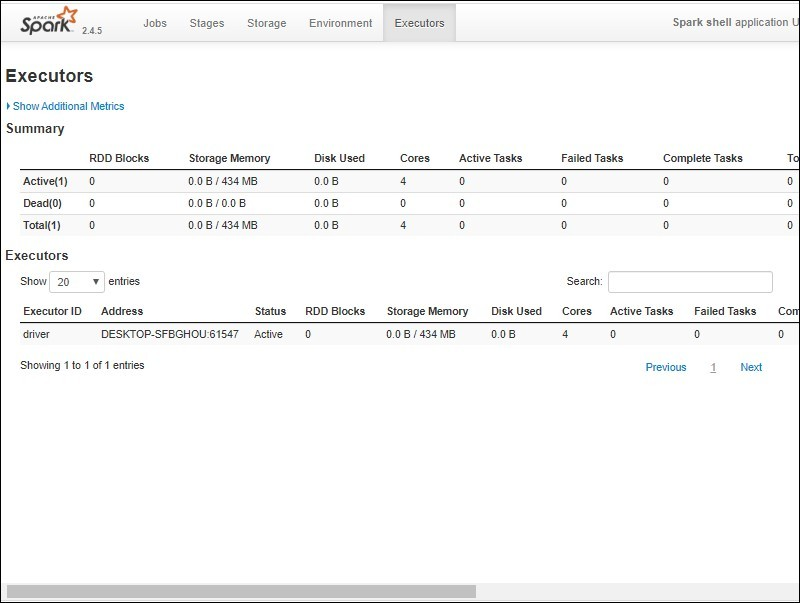 APACHE Spark 2.4.5 Jobs Stages Storage Environment Executors Spark shell application U
Executors
Show Additional Metrics
Summary
RDD Blocks Storage Memory Disk Used Cores Active Tasks Failed Tasks Complete Tasks To
Active(1) 0 0.0 B / 434 MB 0.0 B 4 0 0 0 0
Dead(0) 0 0.0 B / 0.0 B 0.0 B 0 0 0 0 0
Total(1) 0 0.0 B / 434 MB 0.0 B 4 0 0 0 0
Executors
Show 20 entries Search:
Executor ID Address Status RDD Blocks Storage Memory Disk Used Cores Active Tasks Failed Tasks Com
driver DESKTOP-SFBGHOU:61547 Active 0 0.0 B / 434 MB 0.0 B 4 0 0 0
Showing 1 to 1 of 1 entries Previous 1 Next